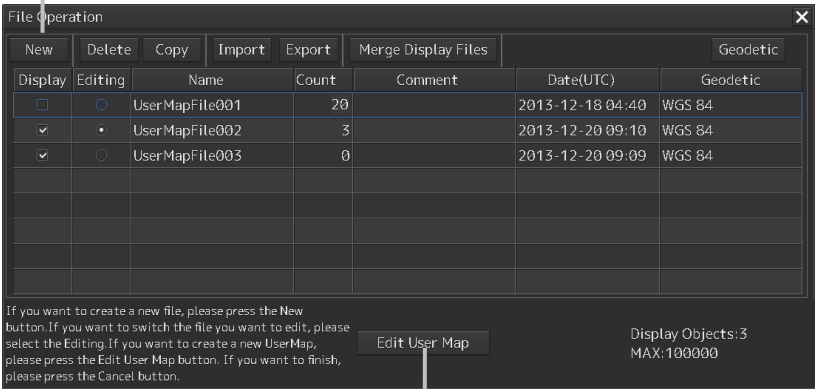 File Operation
New Delete Copy Import Export Merge Display Files Geodetic
Display Editing Name Count Comment Date(UTC) Geodetic
UserMapFile001 20 2013-12-18 04:40 WGS 84
UserMapFile002 3 2013-12-20 09:10 WGS 84
UserMapFile003 0 2013-12-20 09:09 WGS 84
If you want to create a new file, please press the New
button.If you want to switch the file you want to edit, please
select the Editing.If you want to create a new UserMap,
please press the Edit User Map button. If you want to finish,
please press the Cancel button.
Edit User Map
Display Objects:3
MAX:100000